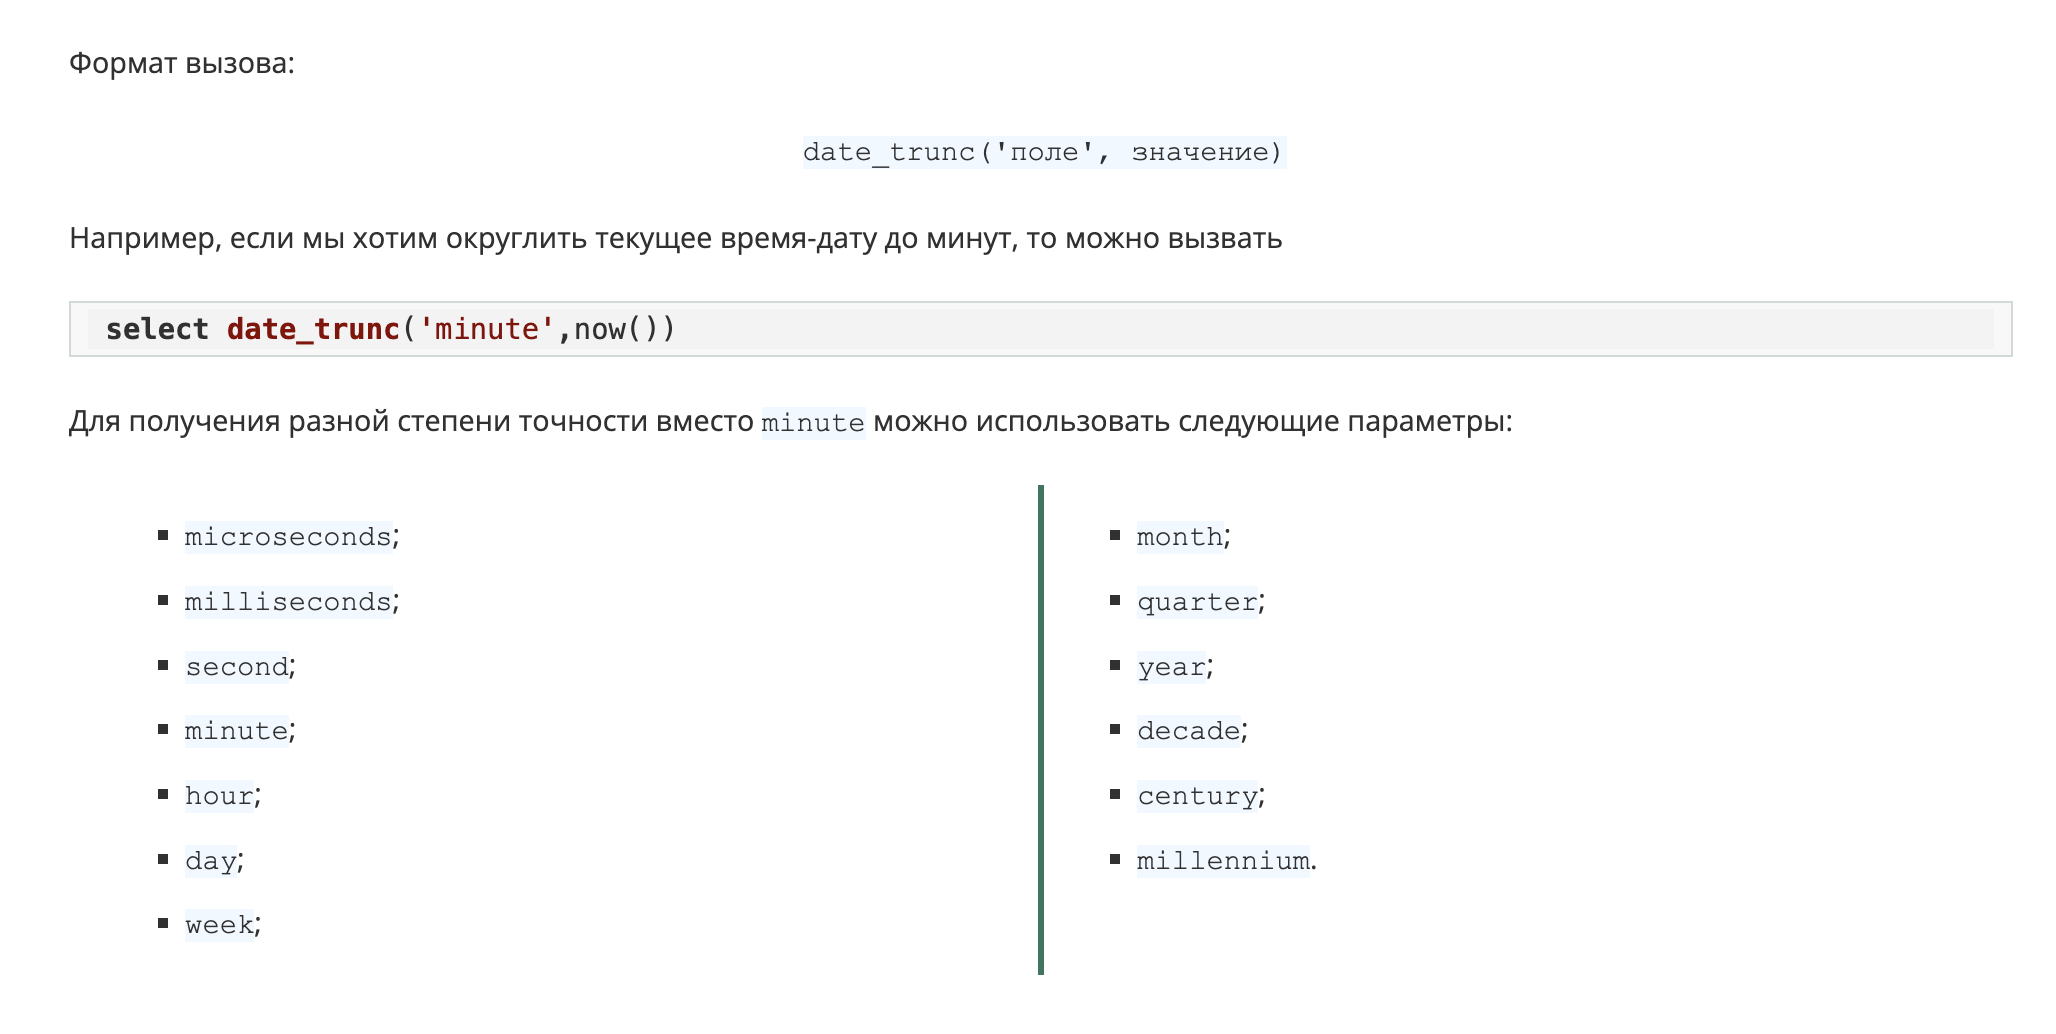 Формат вызова:
date_trunc('поле', значение)
Например, если мы хотим округлить текущее время-дату до минут, то можно вызвать
select date_trunc('minute',now())
Для получения разной степени точности вместо minute можно использовать следующие параметры:
microseconds;
milliseconds;
second;
minute;
hour;
day;
week;
month;
quarter;
year;
decade;
century;
millennium.